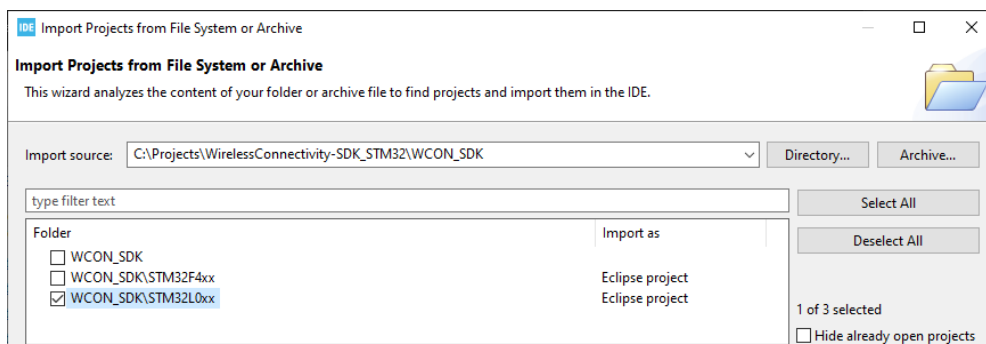 IDE Import Projects from File System or Archive
Import Projects from File System or Archive
This wizard analyzes the content of your folder or archive file to find projects and import them in the IDE.
Import source: C:\Projects\WirelessConnectivity-SDK_STM32\WCON_SDK Directory... Archive...
type filter text Select All
Folder Import as Deselect All
WCON_SDK
WCON_SDK\STM32F4xx Eclipse project
WCON_SDK\STM32L0xx Eclipse project
1 of 3 selected
Hide already open projects